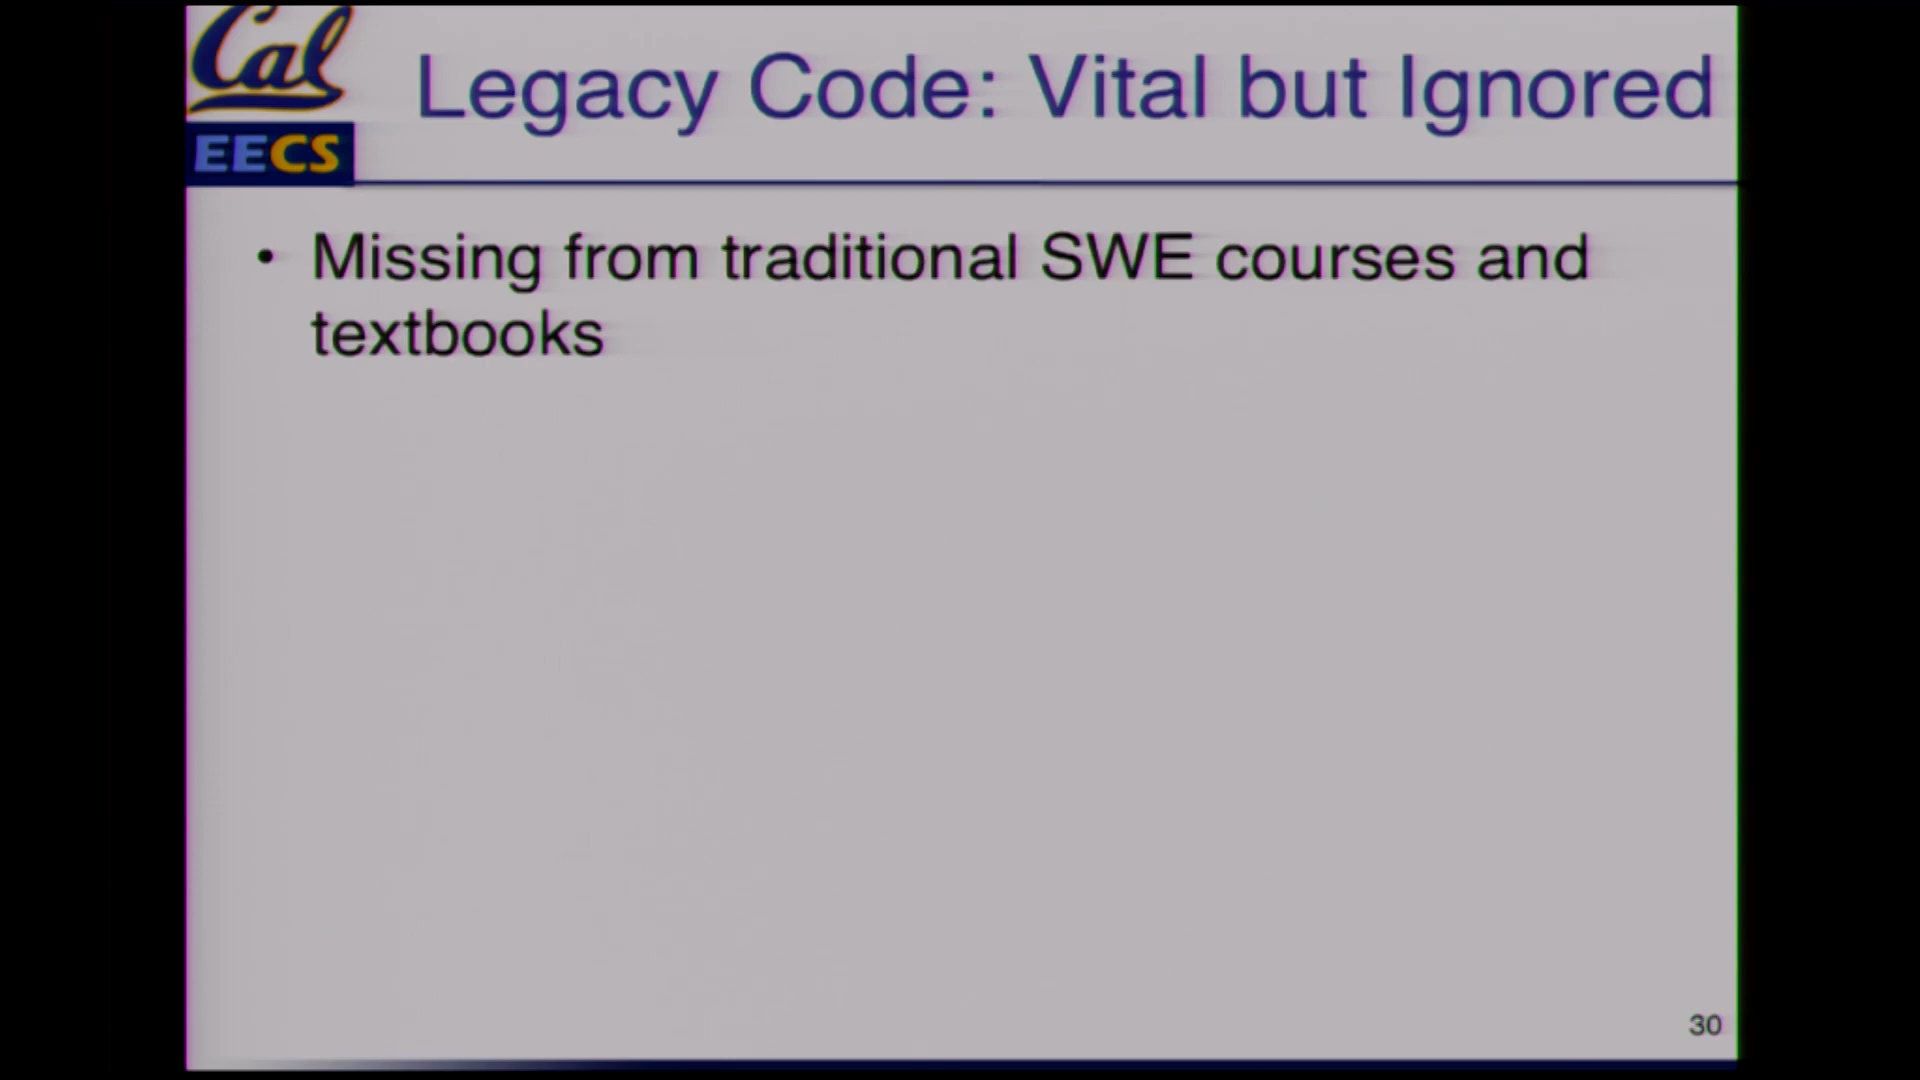 Cal
EECS
Legacy Code: Vital but Ignored
• Missing from traditional SWE courses and
textbooks
30